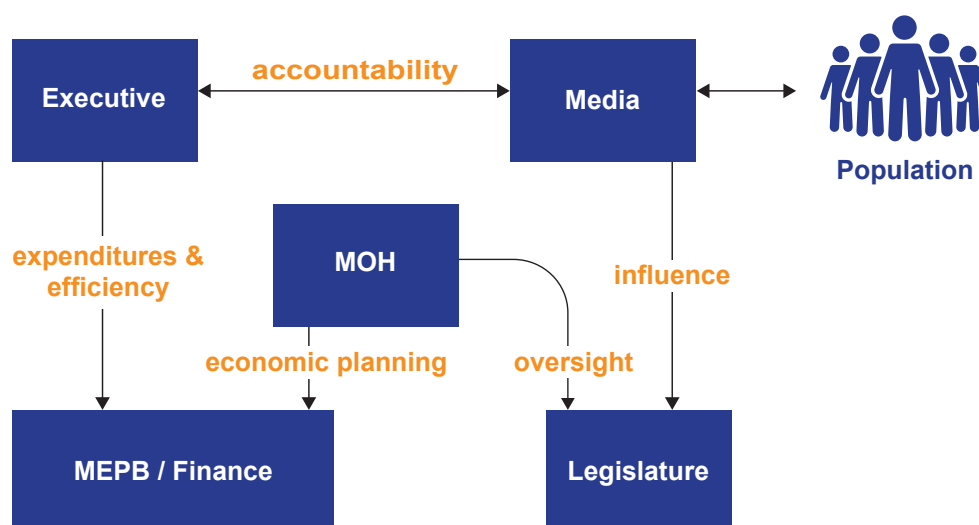 accountability
Executive
Media
Population
expenditures &
efficiency
MOH
influence
economic planning
oversight
MEPB / Finance
Legislature